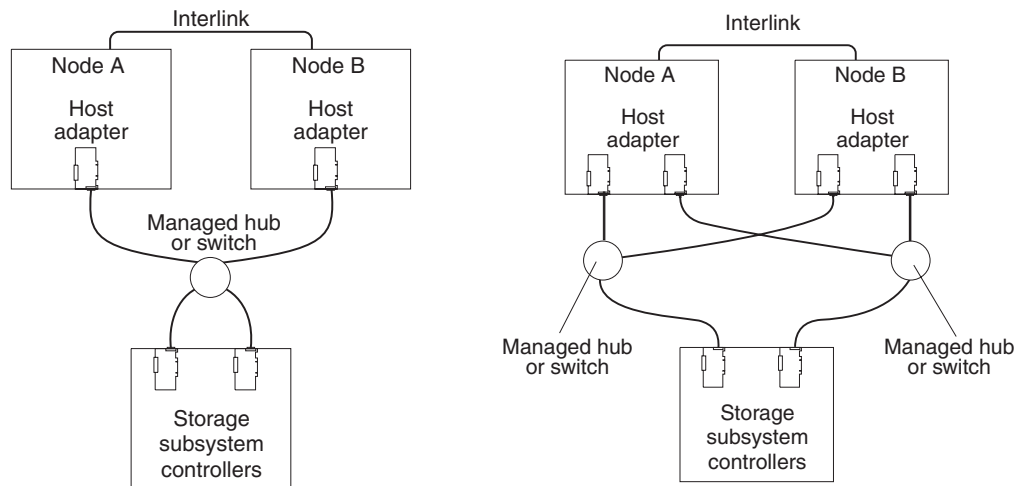 Interlink
Node A
Node B
Host
adapter
Host
adapter
Managed hub
or switch
Storage
subsystem
controllers
Interlink
Node A
Node B
Host
adapter
Host
adapter
Managed hub
or switch
Managed hub
or switch
Storage
subsystem
controllers